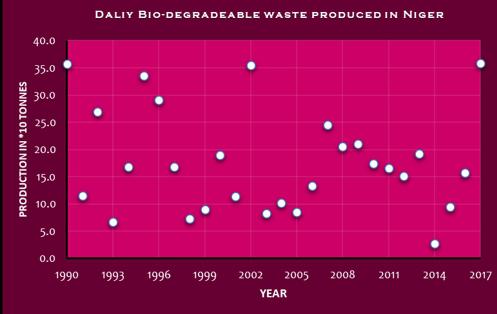 Daliy Bio-degradeable waste produced in Niger
PRODUCTION IN *10 TONNES
40.0
35.0
30.0
25.0
20.0
15.0
10.0
5.0
0.0
1990 1993 1996 1999 2002 2005 2008 2011 2014 2017
YEAR